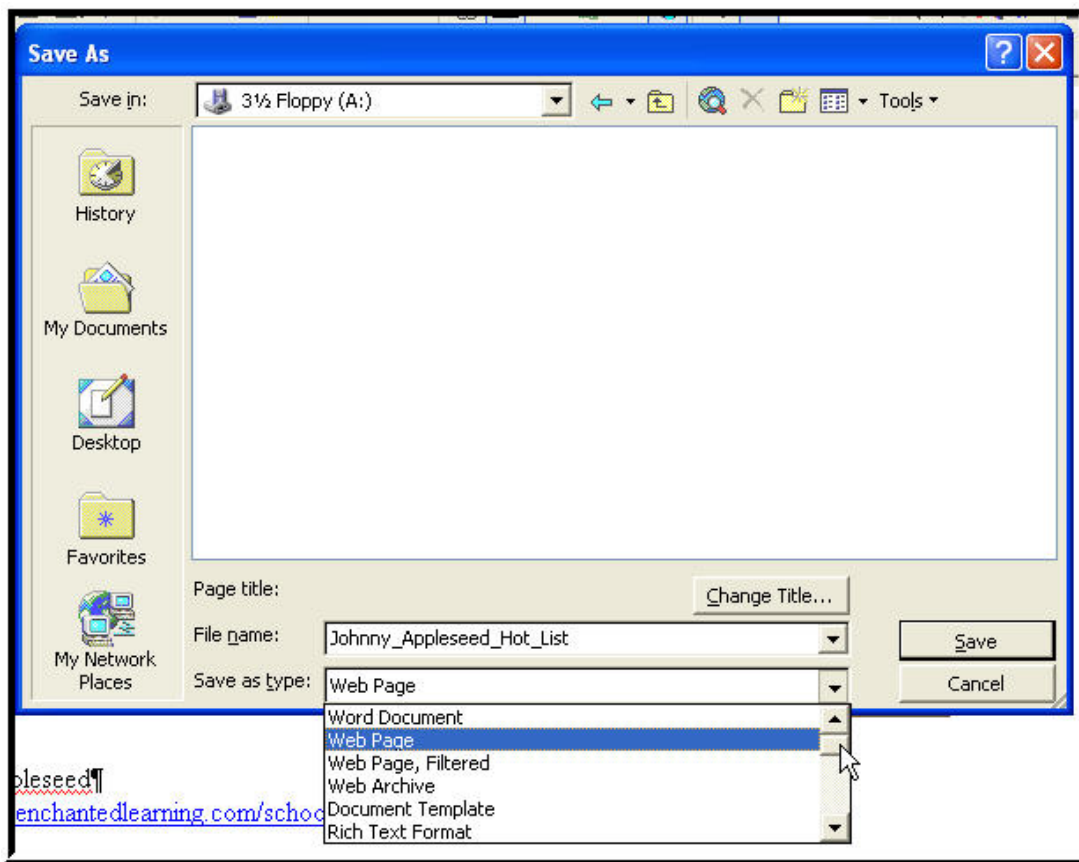 Save As
Save in:
3½ Floppy (A:)
Tools
History
My Documents
Desktop
Favorites
My Network
Places
Page title:
Change Title...
File name:
Johnny_Appleseed_Hot_List
Save
Save as type:
Web Page
Cancel
Word Document
Web Page
Web Page, Filtered
Web Archive
Document Template
Rich Text Format
pleseed¶
enchantedlearning.com/schoo